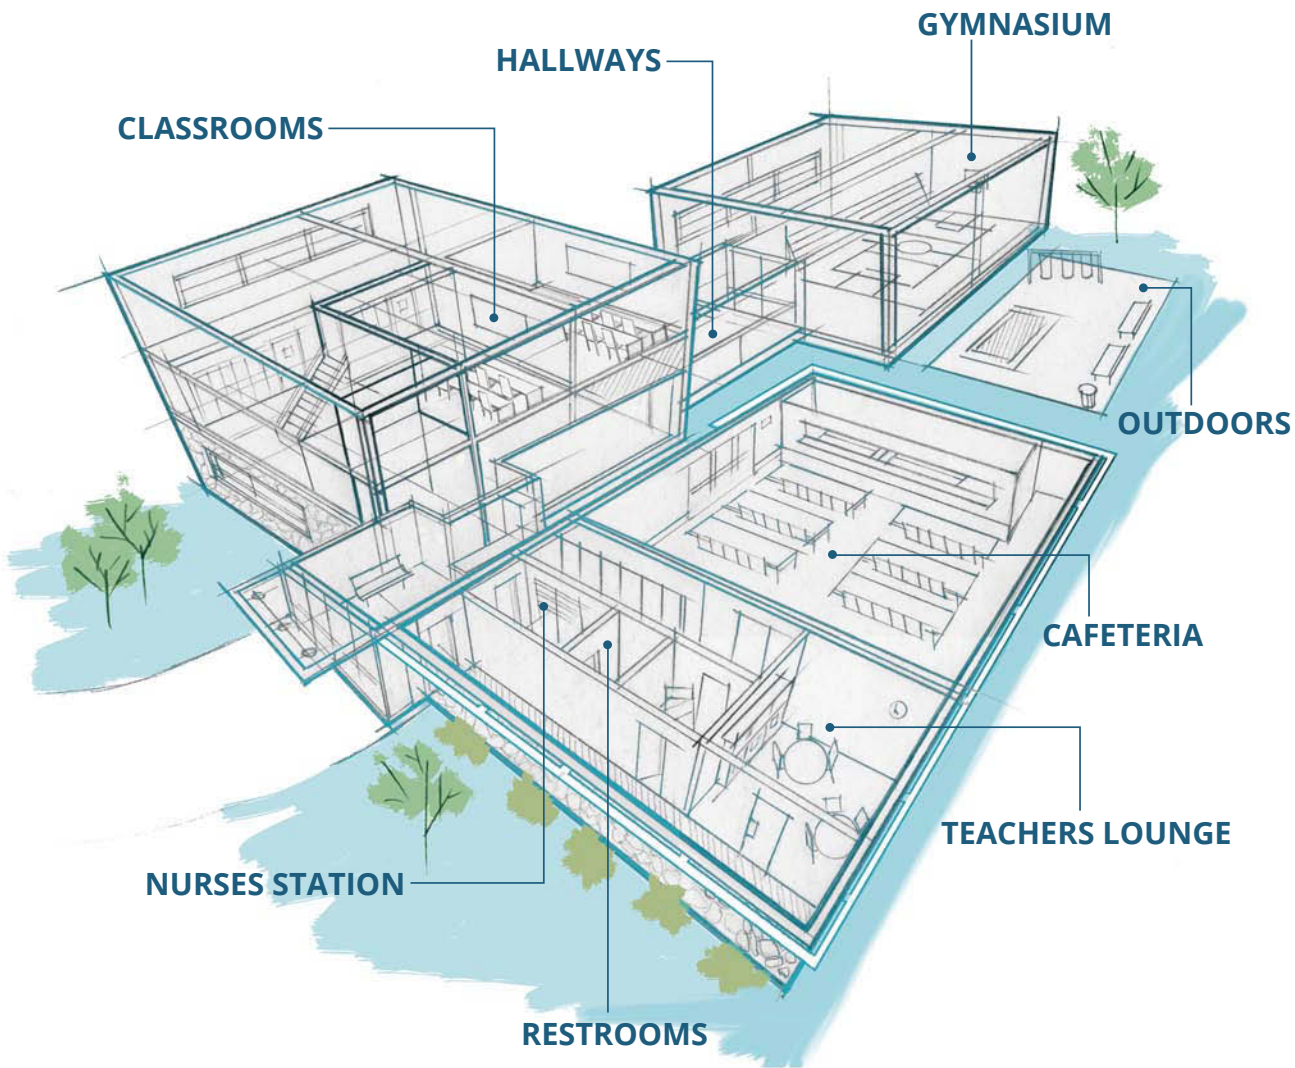 GYMNASIUM
HALLWAYS
CLASSROOMS
OUTDOORS
CAFETERIA
TEACHERS LOUNGE
NURSES STATION
RESTROOMS